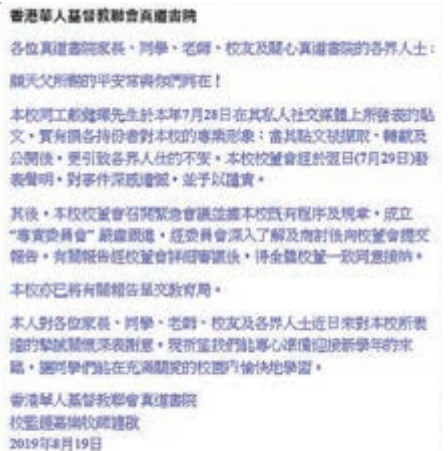 香港華人基督教聯會真道書院
各位真道書院家長、同學、老師、校友及關心真道書院的各界人士：
願天父所賜的平安常與你們同在！
本校同工戴健暉先生於本年7月28日在其私人社交媒體上所發表的貼
文，實有損各持份者對本校的專業形象；當其貼文被擷取、轉載及
公開後，更引致各界人仕的不安。本校校董會經於翌日(7月29日)發
表聲明，對事件深感遺憾，並予以譴責。
其後，本校校董會召開緊急會議並據本校既有程序及規章，成立
“專責委員會” 嚴肅跟進，經委員會深入了解及商討後向校董會提交
報告。有關報告經校董會詳細審議後，得全體校董一致同意接納。
本校亦已將有關報告呈交教育局。
本人對各位家長、同學、老師、校友及各界人士近日來對本校所表
達的摯誠關懷深表謝意。現祈望我們能專心準備迎接新學年的來
臨，讓同學們能在充滿關愛的校園內愉快地學習。
香港華人基督教聯會真道書院
校監鍾嘉樂牧師謹啟
2019年8月19日